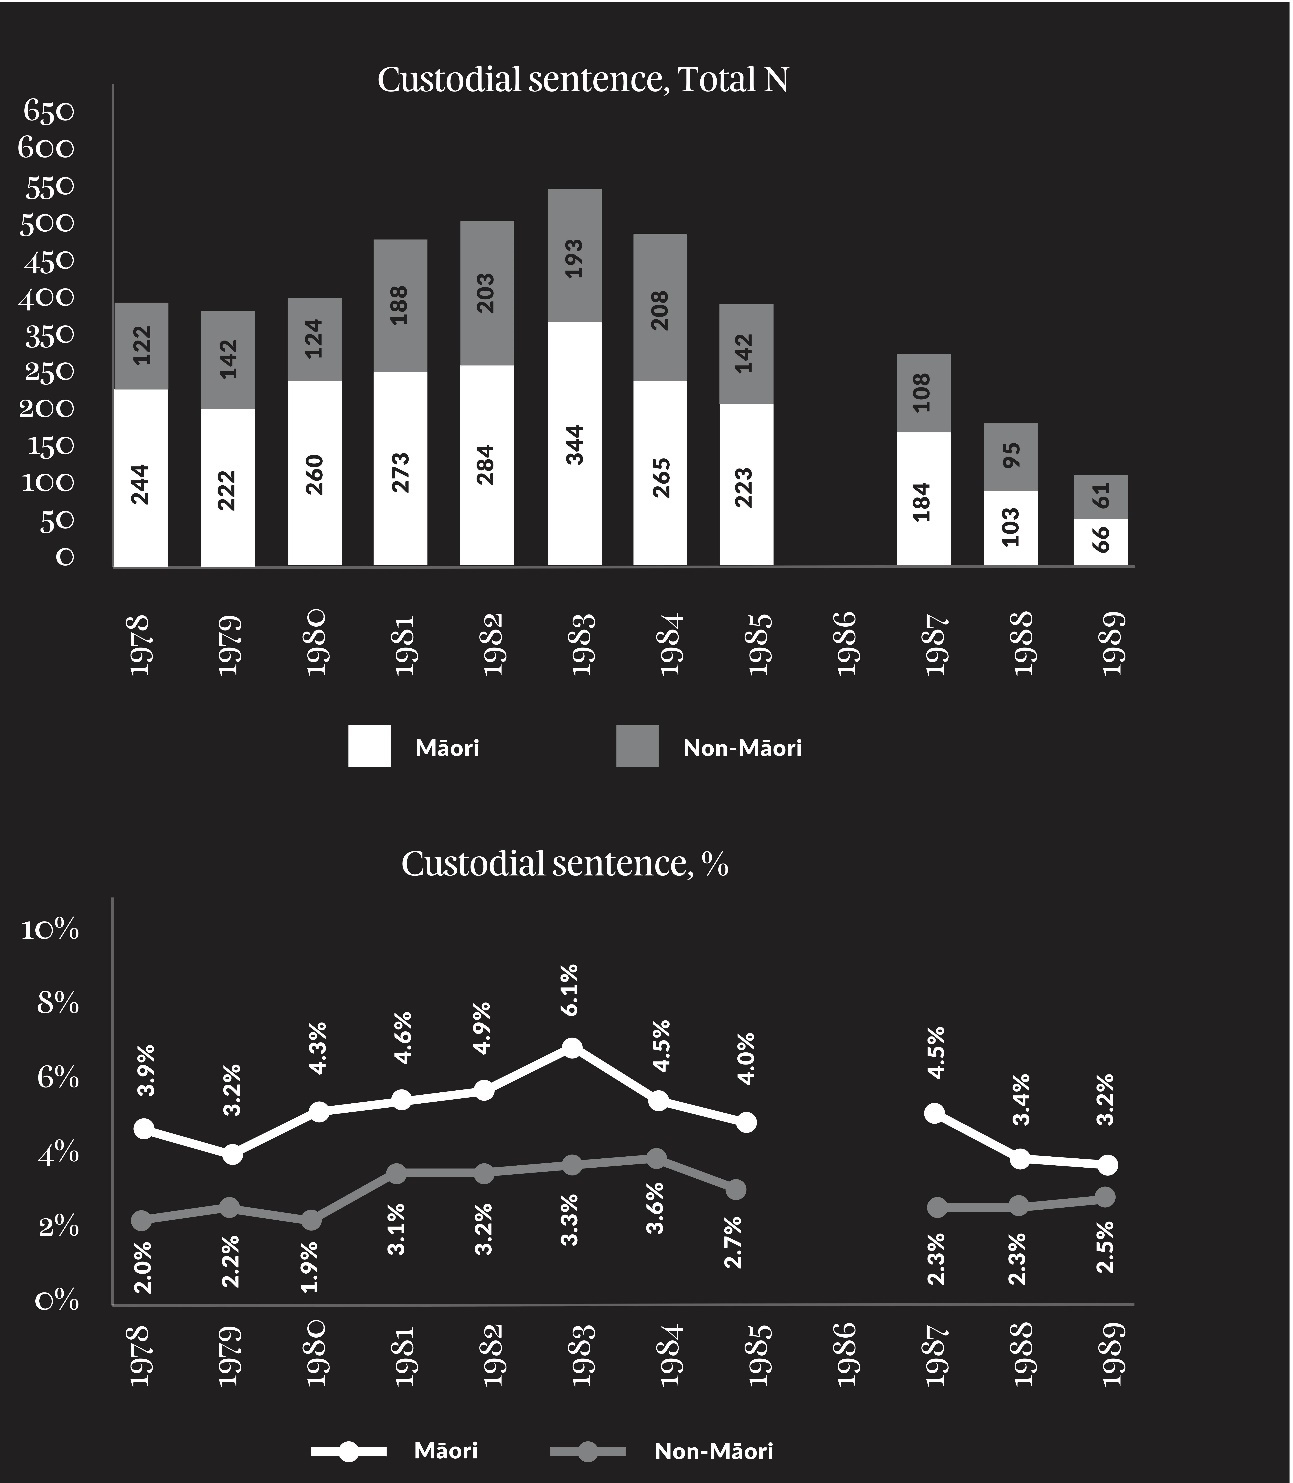 Custodial sentence, Total N
650
600
550
500
450
400
350
250
200
150
100
50
0
122 142 124 188 203 193 208 142 108 95 61
244 222 260 273 284 344 265 223 184 103 66
1978 1979 1980 1981 1982 1983 1984 1985 1986 1987 1988 1989
Māori Non-Māori
Custodial sentence, %
10%
8%
6%
4%
2%
0%
3.9% 3.2% 4.3% 4.6% 4.9% 6.1% 4.5% 4.0% 4.5% 3.4% 3.2%
2.0% 2.2% 1.9% 3.1% 3.2% 3.3% 3.6% 2.7% 2.3% 2.3% 2.5%
1978 1979 1980 1981 1982 1983 1984 1985 1986 1987 1988 1989
Māori Non-Māori